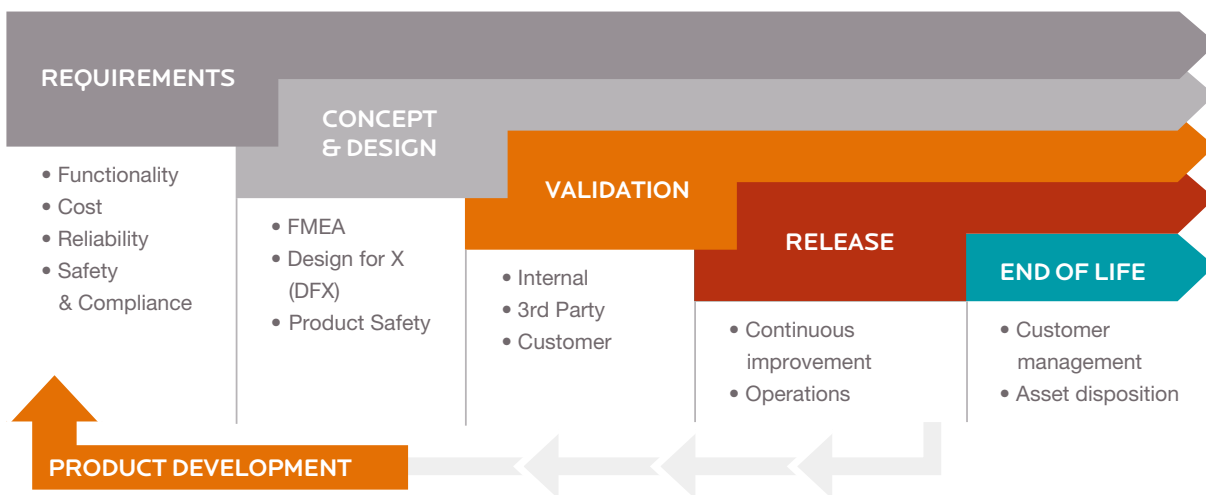 REQUIREMENTS
• Functionality
• Cost
• Reliability
• Safety
& Compliance
CONCEPT
& DESIGN
• FMEA
• Design for X
(DFX)
• Product Safety
VALIDATION
• Internal
• 3rd Party
• Customer
RELEASE
• Continuous
improvement
• Operations
END OF LIFE
• Customer
management
• Asset disposition
PRODUCT DEVELOPMENT